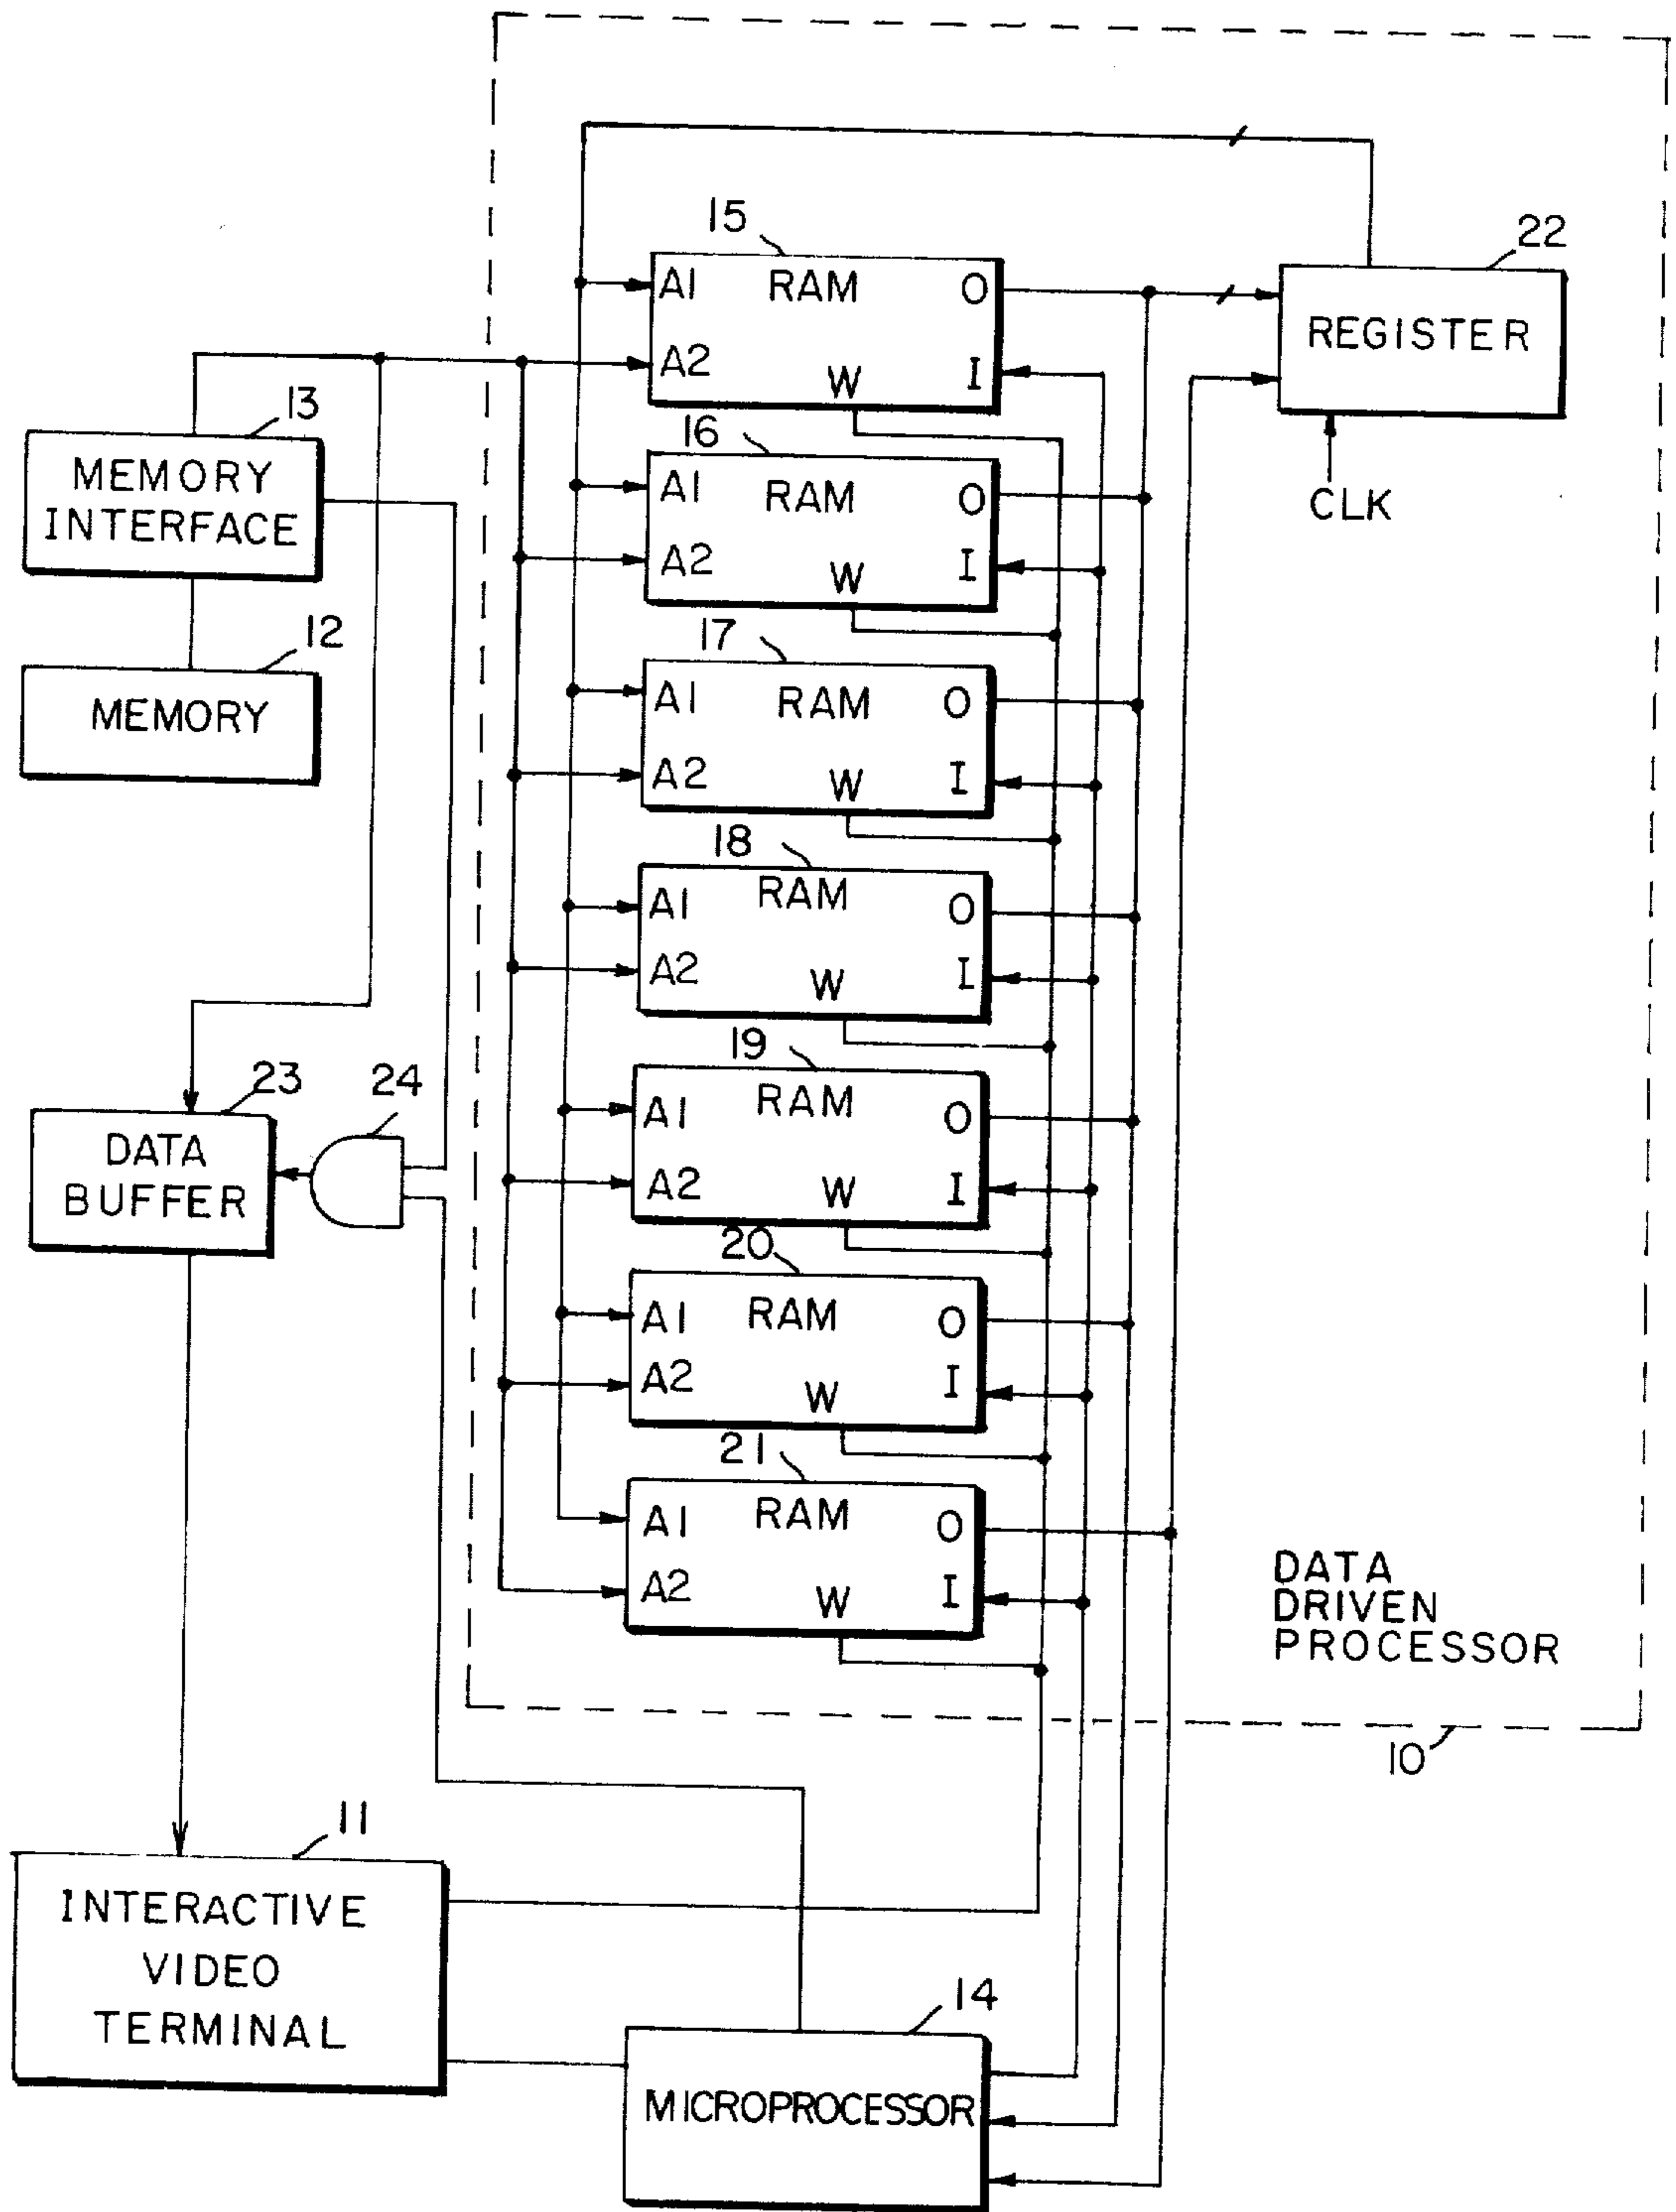 15
A1 RAM O
A2 W I
22
REGISTER
CLK
13
MEMORY
INTERFACE
12
MEMORY
16
A1 RAM O
A2 W I
17
A1 RAM O
A2 W I
18
A1 RAM O
A2 W I
23
DATA
BUFFER
24
19
A1 RAM O
A2 W I
20
A1 RAM O
A2 W I
21
A1 RAM O
A2 W I
DATA
DRIVEN
PROCESSOR
10
11
INTERACTIVE
VIDEO
TERMINAL
14
MICROPROCESSOR